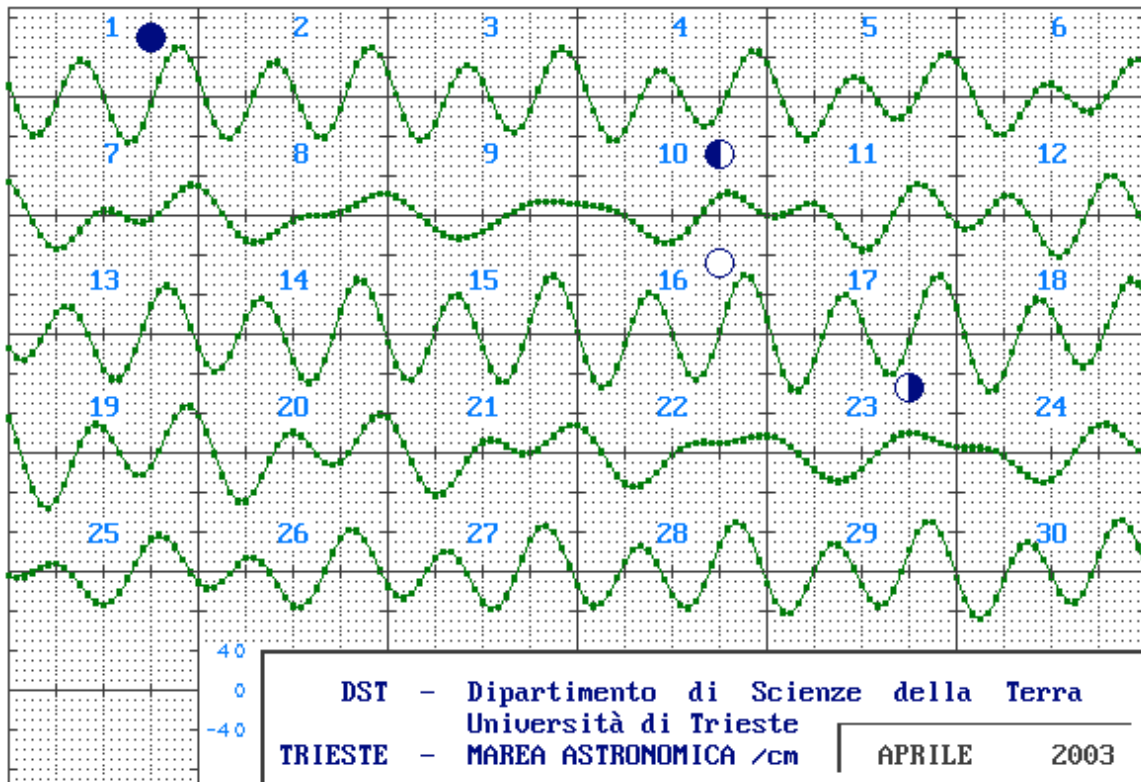 1 2 3 4 5 6
7 8 9 10 11 12
13 14 15 16 17 18
19 20 21 22 23 24
25 26 27 28 29 30
40
0
-40
DST - Dipartimento di Scienze della Terra
Università di Trieste
TRIESTE - MAREA ASTRONOMICA /cm
APRILE 2003